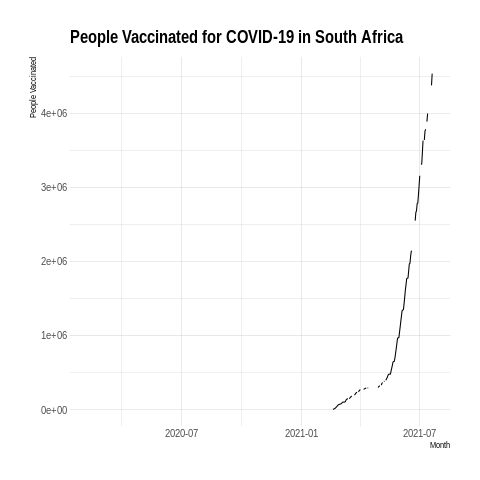 People Vaccinated for COVID-19 in South Africa
People Vaccinated
4e+06
3e+06
2e+06
1e+06
0e+00
2020-07 2021-01 2021-07
Month